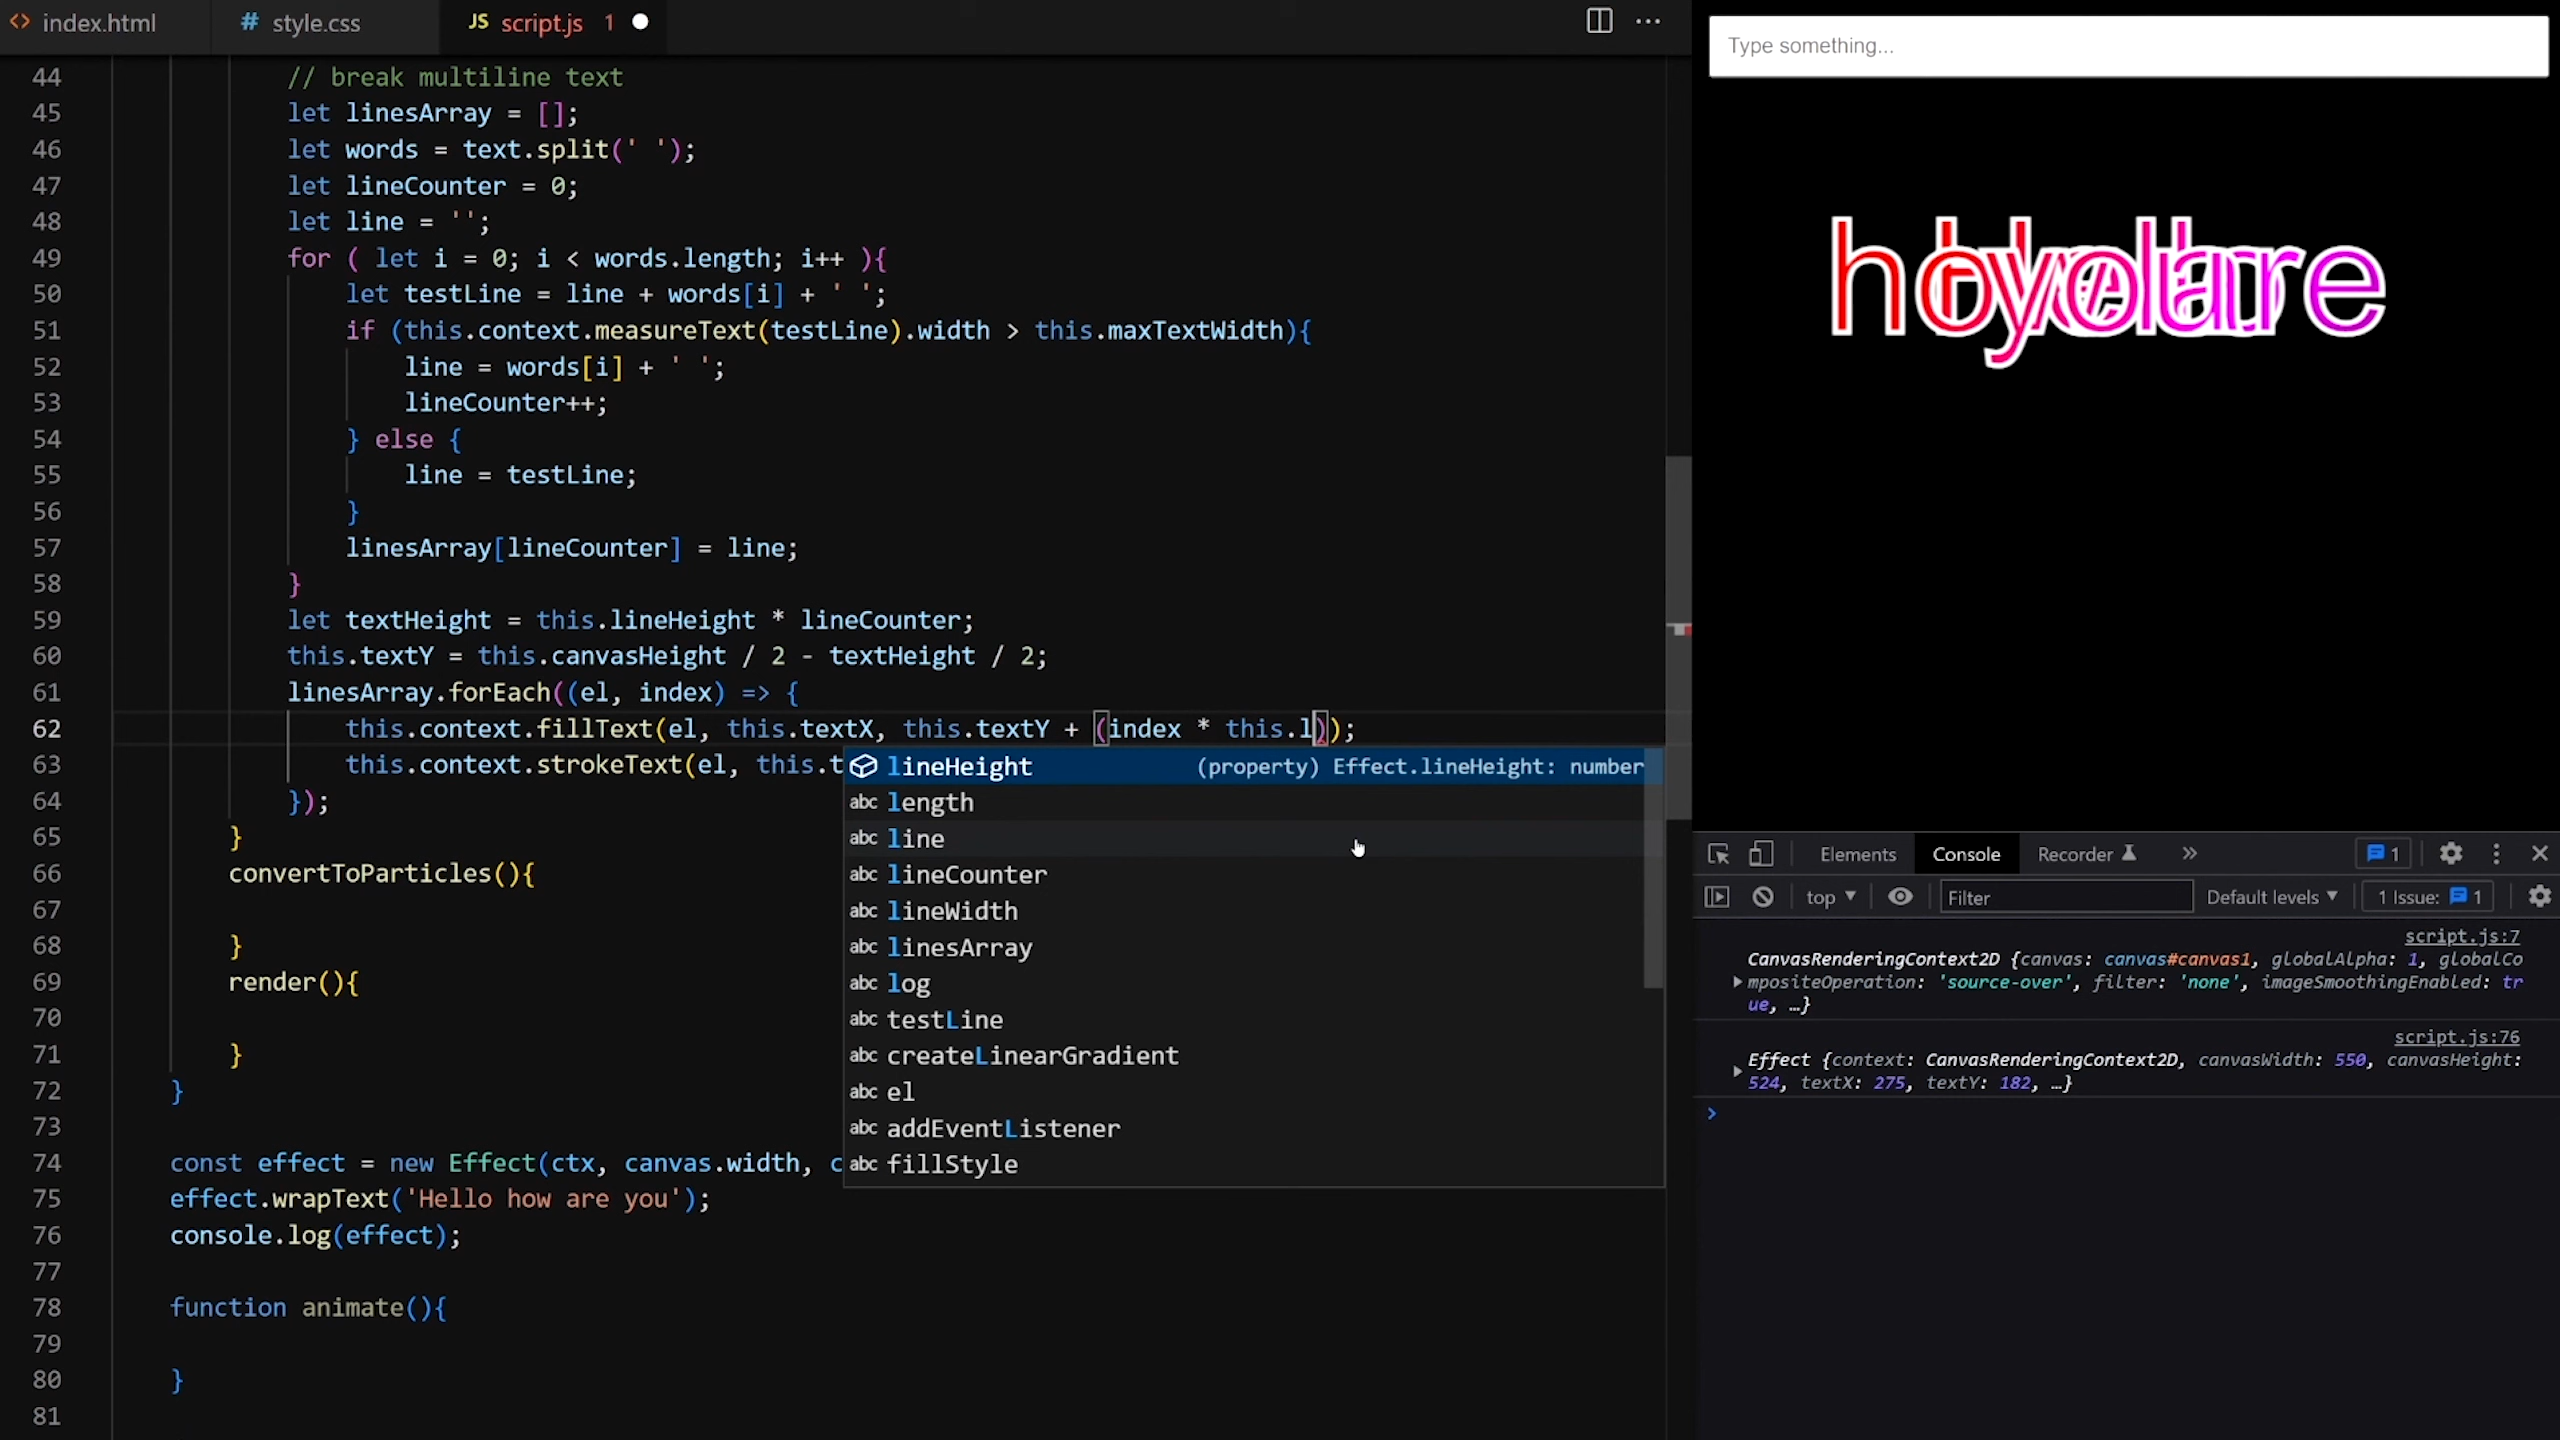 index.html
style.css
JS script.js 1
44 // break multiline text
45 let linesArray = [];
46 let words = text.split(' ');
47 let lineCounter = 0;
48 let line = '';
49 for ( let i = 0; i < words.length; i++ ){
50 let testLine = line + words[i] + ' ';
51 if (this.context.measureText(testLine).width > this.maxTextWidth){
52 line = words[i] + ' ';
53 lineCounter++;
54 } else {
55 line = testLine;
56 }
57 linesArray[lineCounter] = line;
58 }
59 let textHeight = this.lineHeight * lineCounter;
60 this.textY = this.canvasHeight / 2 - textHeight / 2;
61 linesArray.forEach((el, index) => {
62 this.context.fillText(el, this.textX, this.textY + (index * this.l));
63 this.context.strokeText(el, this.t
64 });
65 }
66 convertToParticles(){
67
68 }
69 render(){
70
71 }
72 }
73
74 const effect = new Effect(ctx, canvas.width, c
75 effect.wrapText('Hello how are you');
76 console.log(effect);
77
78 function animate(){
79
80 }
81
lineHeight (property) Effect.lineHeight: number
abc length
abc line
abc lineCounter
abc lineWidth
abc linesArray
abc log
abc testLine
abc createLinearGradient
abc el
abc addEventListener
abc fillStyle
Type something...
Elements Console Recorder 1
top Filter Default levels 1 Issue: 1
script.js:7
CanvasRenderingContext2D {canvas: canvas#canvas1, globalAlpha: 1, globalCo
mpositeOperation: 'source-over', filter: 'none', imageSmoothingEnabled: tr
ue, …}
script.js:76
Effect {context: CanvasRenderingContext2D, canvasWidth: 550, canvasHeight:
524, textX: 275, textY: 182, …}